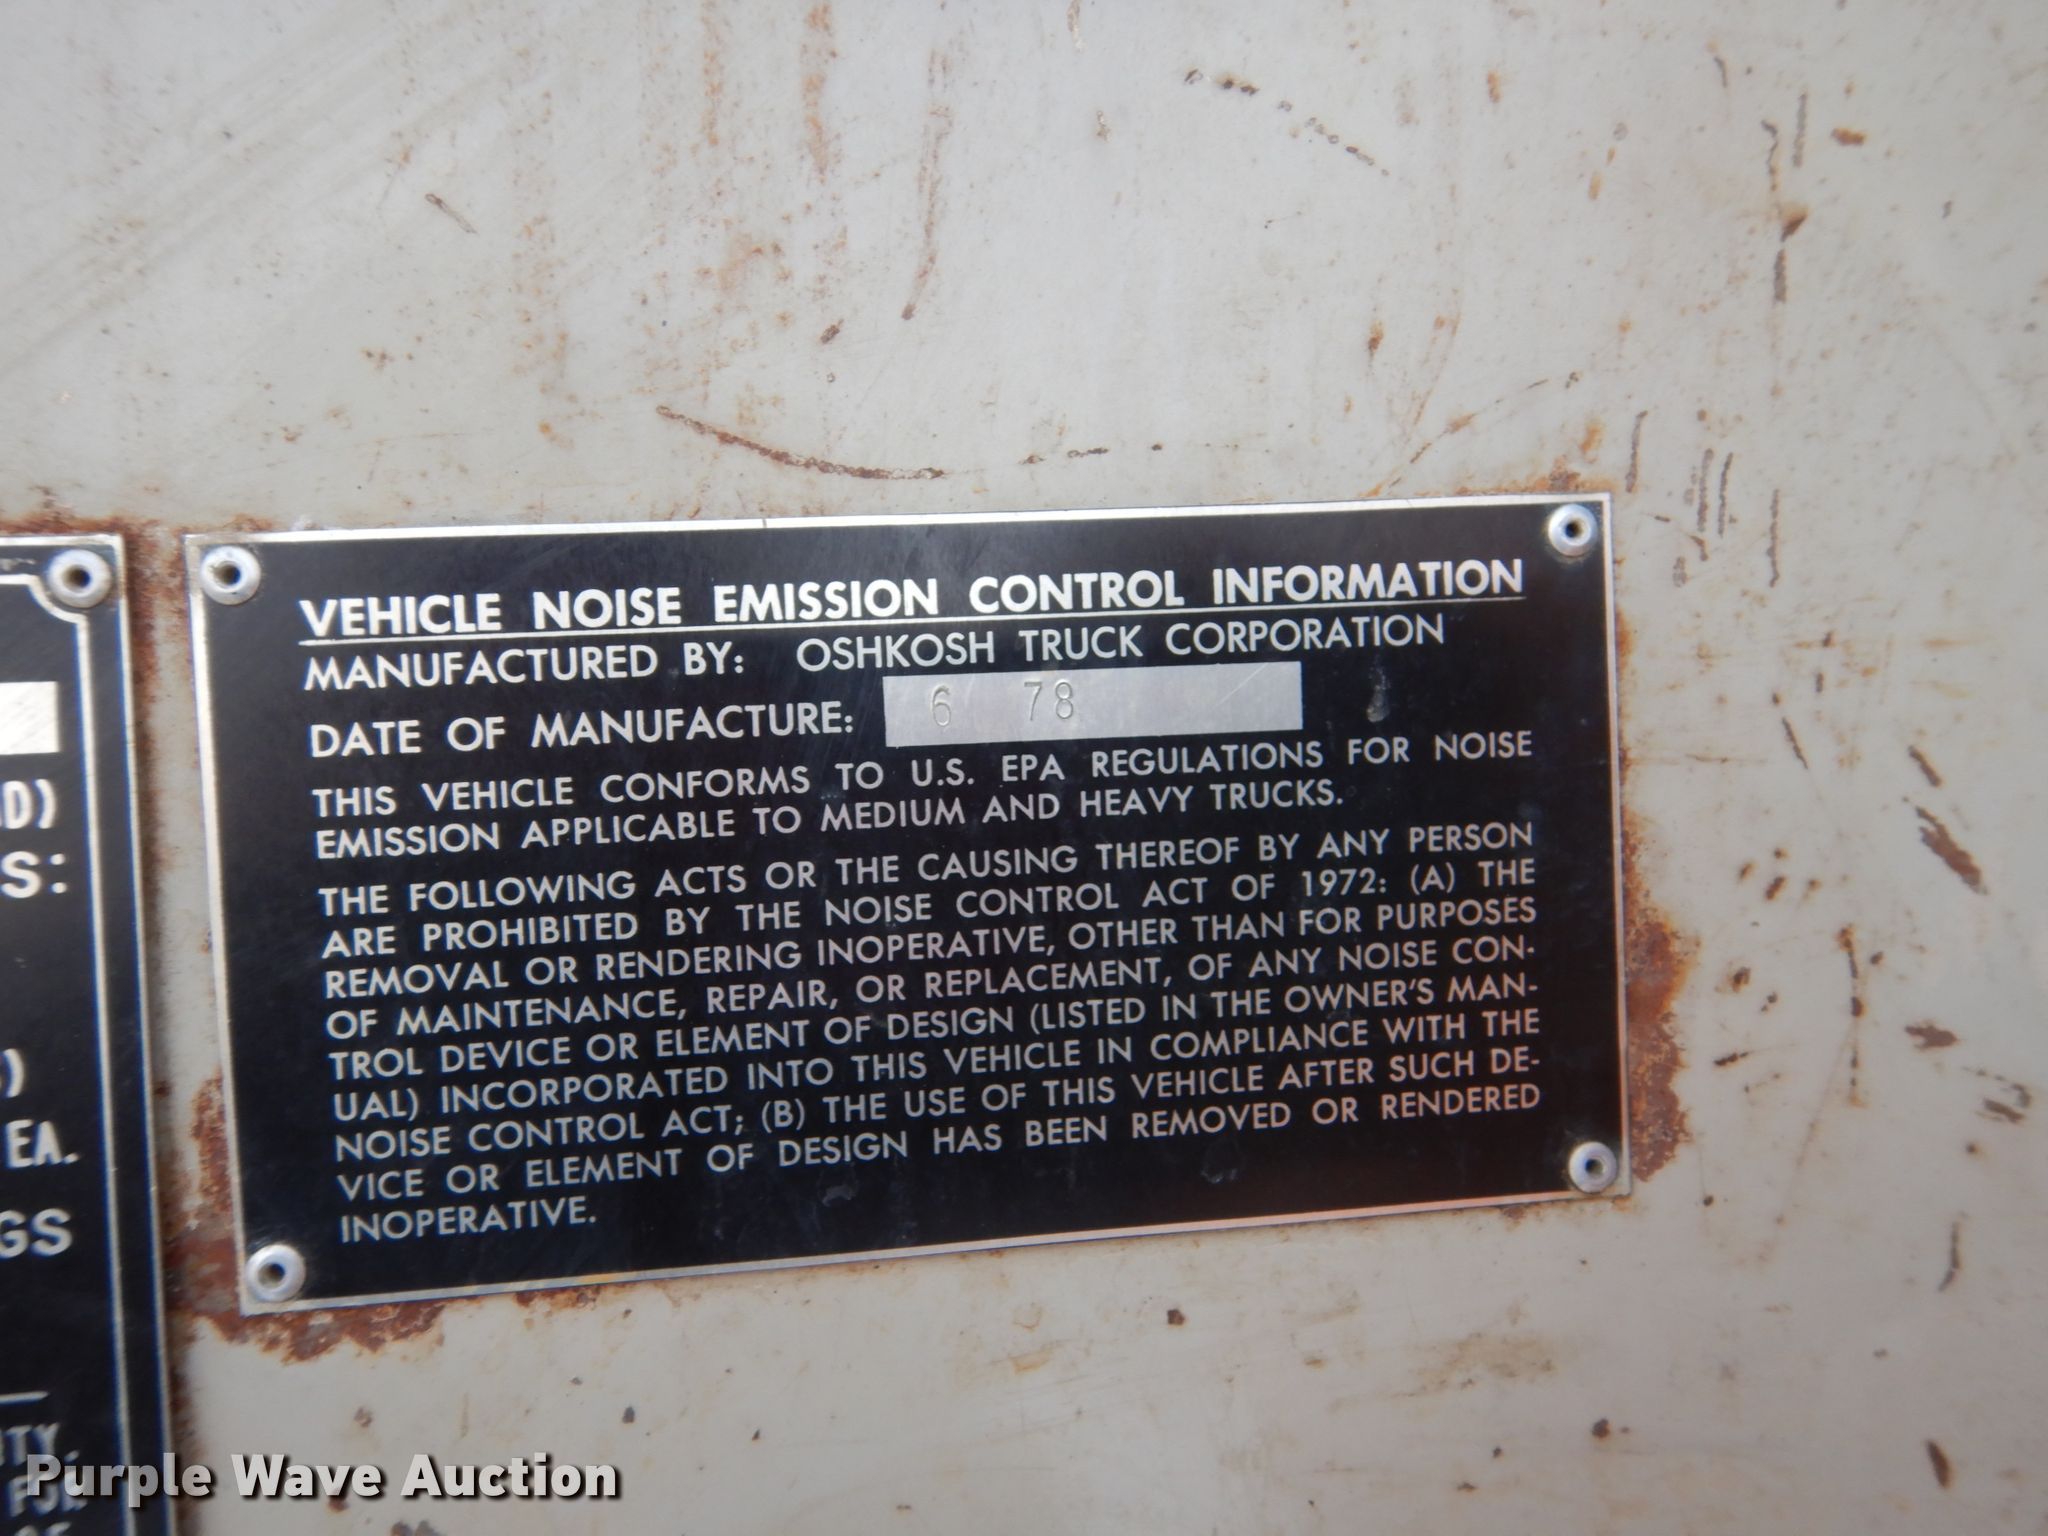 VEHICLE NOISE EMISSION CONTROL INFORMATION
MANUFACTURED BY: OSHKOSH TRUCK CORPORATION
DATE OF MANUFACTURE: 6 78
THIS VEHICLE CONFORMS TO U.S. EPA REGULATIONS FOR NOISE
EMISSION APPLICABLE TO MEDIUM AND HEAVY TRUCKS.
THE FOLLOWING ACTS OR THE CAUSING THEREOF BY ANY PERSON
ARE PROHIBITED BY THE NOISE CONTROL ACT OF 1972: (A) THE
REMOVAL OR RENDERING INOPERATIVE, OTHER THAN FOR PURPOSES
OF MAINTENANCE, REPAIR, OR REPLACEMENT, OF ANY NOISE CON-
TROL DEVICE OR ELEMENT OF DESIGN (LISTED IN THE OWNER'S MAN-
UAL) INCORPORATED INTO THIS VEHICLE IN COMPLIANCE WITH THE
NOISE CONTROL ACT; (B) THE USE OF THIS VEHICLE AFTER SUCH DE-
VICE OR ELEMENT OF DESIGN HAS BEEN REMOVED OR RENDERED
INOPERATIVE.
D)
S:
)
EA.
GS
Purple Wave Auction